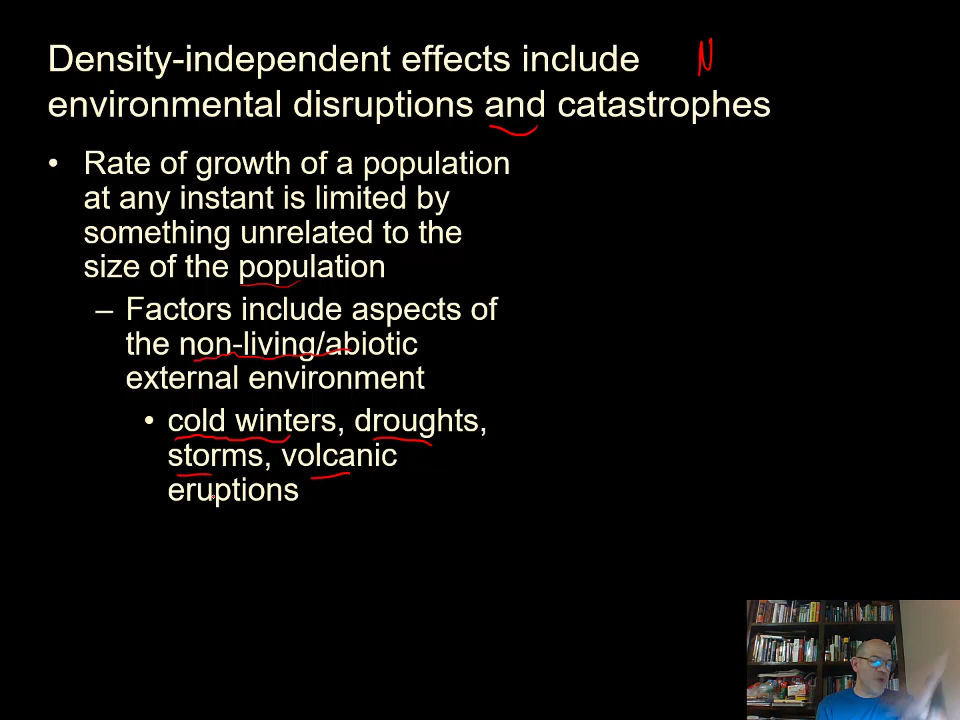 Density-independent effects include N
environmental disruptions and catastrophes
• Rate of growth of a population
at any instant is limited by
something unrelated to the
size of the population
– Factors include aspects of
the non-living/abiotic
external environment
• cold winters, droughts,
storms, volcanic
eruptions